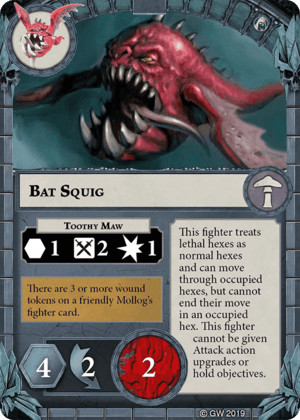 BAT SQUIG
TOOTHY MAW
1 2 1
There are 3 or more wound
tokens on a friendly Mollog's
fighter card.
This fighter treats
lethal hexes as
normal hexes
and can move
through occupied
hexes, but cannot
end their move
in an occupied
hex. This fighter
cannot be given
Attack action
upgrades or
hold objectives.
4 2 2
© GW 2019